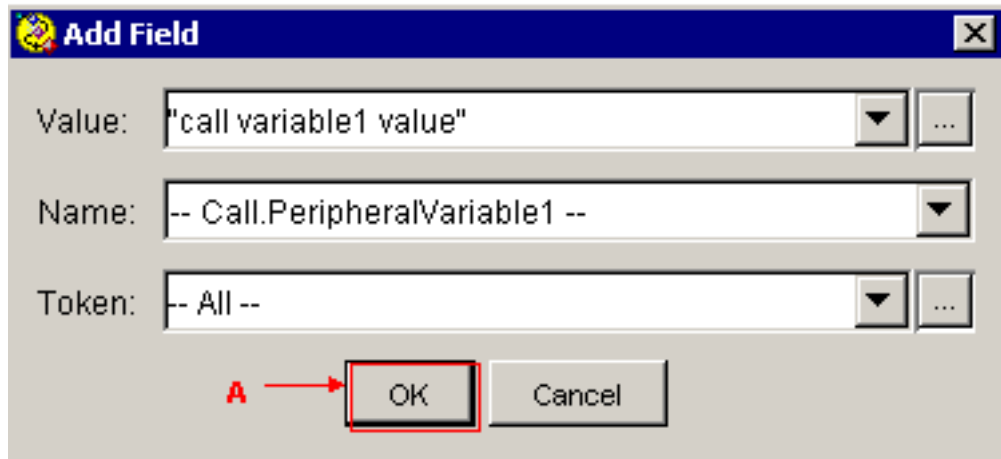 Add Field
Value: "call variable1 value" ...
Name: -- Call.PeripheralVariable1 --
Token: -- All -- ...
A OK Cancel